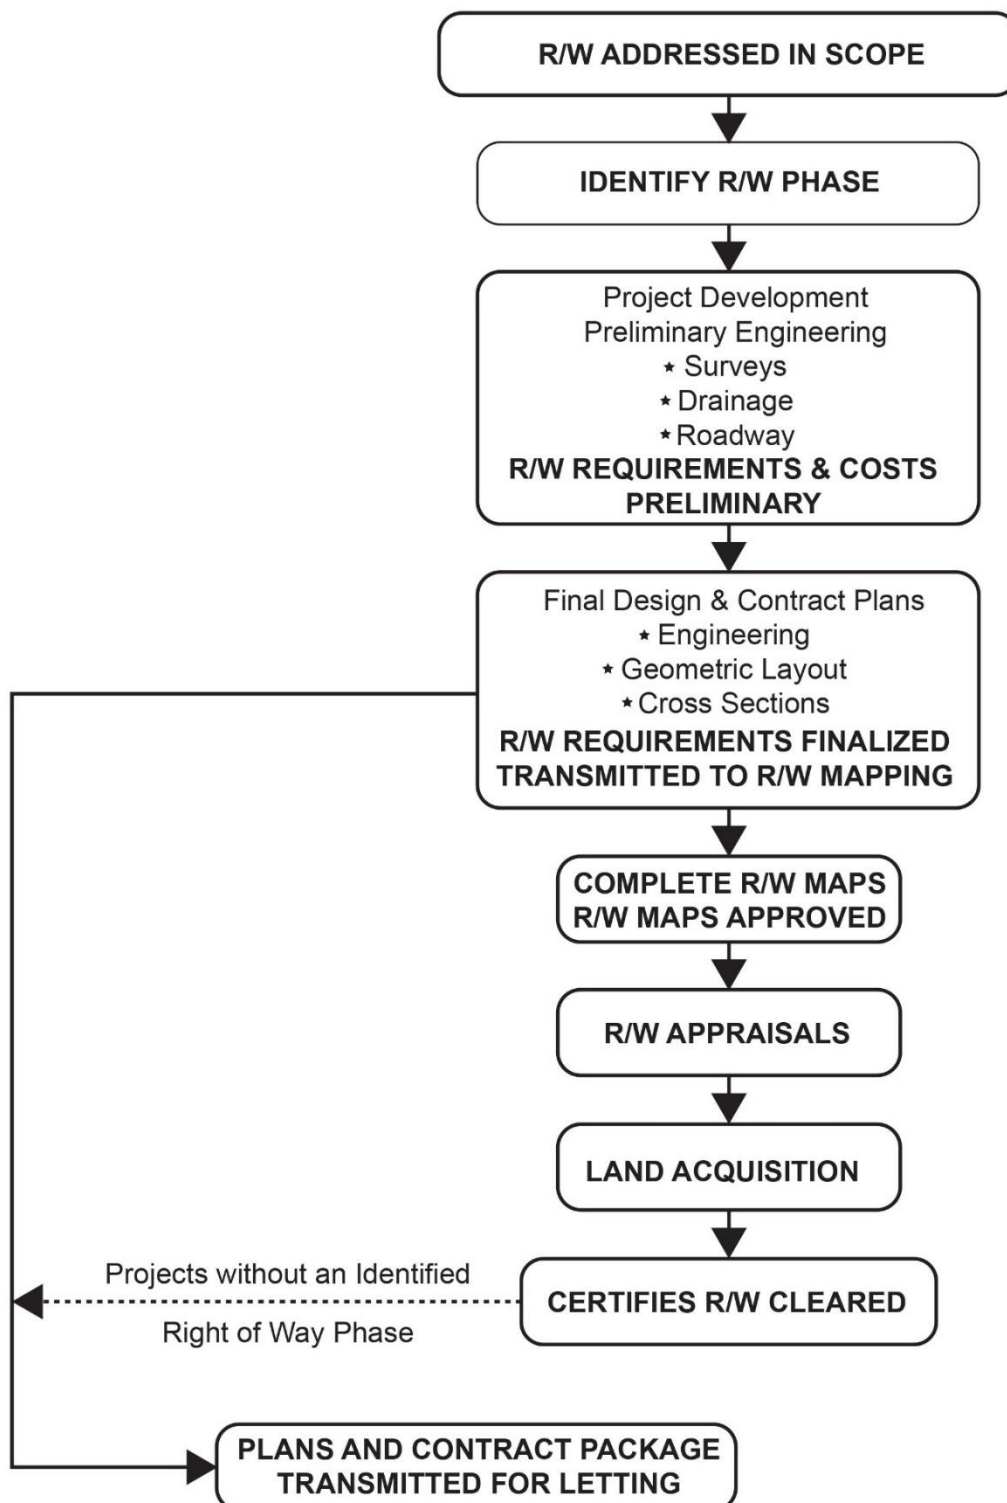 R/W ADDRESSED IN SCOPE
IDENTIFY R/W PHASE
Project Development
Preliminary Engineering
★ Surveys
★ Drainage
★ Roadway
R/W REQUIREMENTS & COSTS
PRELIMINARY
Final Design & Contract Plans
★ Engineering
★ Geometric Layout
★ Cross Sections
R/W REQUIREMENTS FINALIZED
TRANSMITTED TO R/W MAPPING
COMPLETE R/W MAPS
R/W MAPS APPROVED
R/W APPRAISALS
LAND ACQUISITION
Projects without an Identified
Right of Way Phase
CERTIFIES R/W CLEARED
PLANS AND CONTRACT PACKAGE
TRANSMITTED FOR LETTING